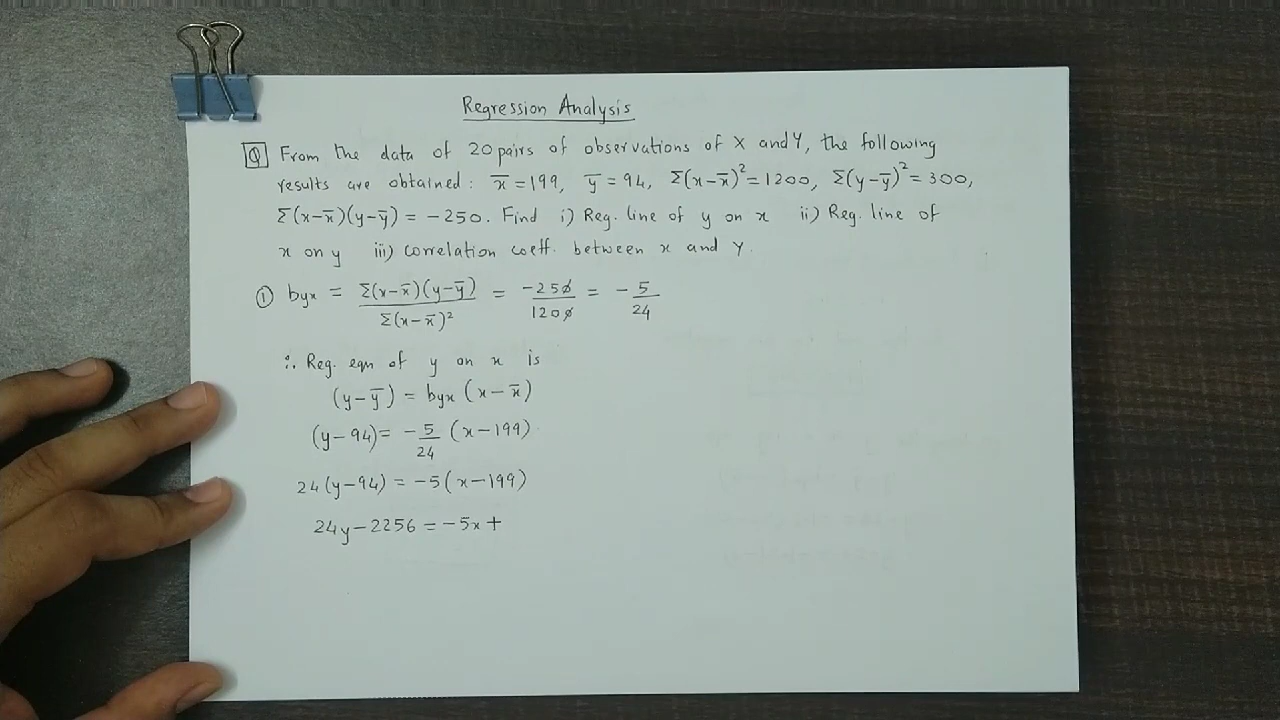 Regression Analysis
Q From the data of 20 pairs of observations of X and Y, the following
results are obtained: x̅ = 199, y̅ = 94, Σ(x-x̅)² = 1200, Σ(y-y̅)² = 300,
Σ(x-x̅)(y-y̅) = -250. Find i) Reg. line of y on x ii) Reg. line of
x on y iii) correlation coeff. between x and Y.
① byx = Σ(x-x̅)(y-y̅) / Σ(x-x̅)² = -250 / 1200 = -5/24
∴ Reg. eqn of y on x is
(y-y̅) = byx (x-x̅)
(y-94) = -5/24 (x-199)
24(y-94) = -5(x-199)
24y-2256 = -5x+